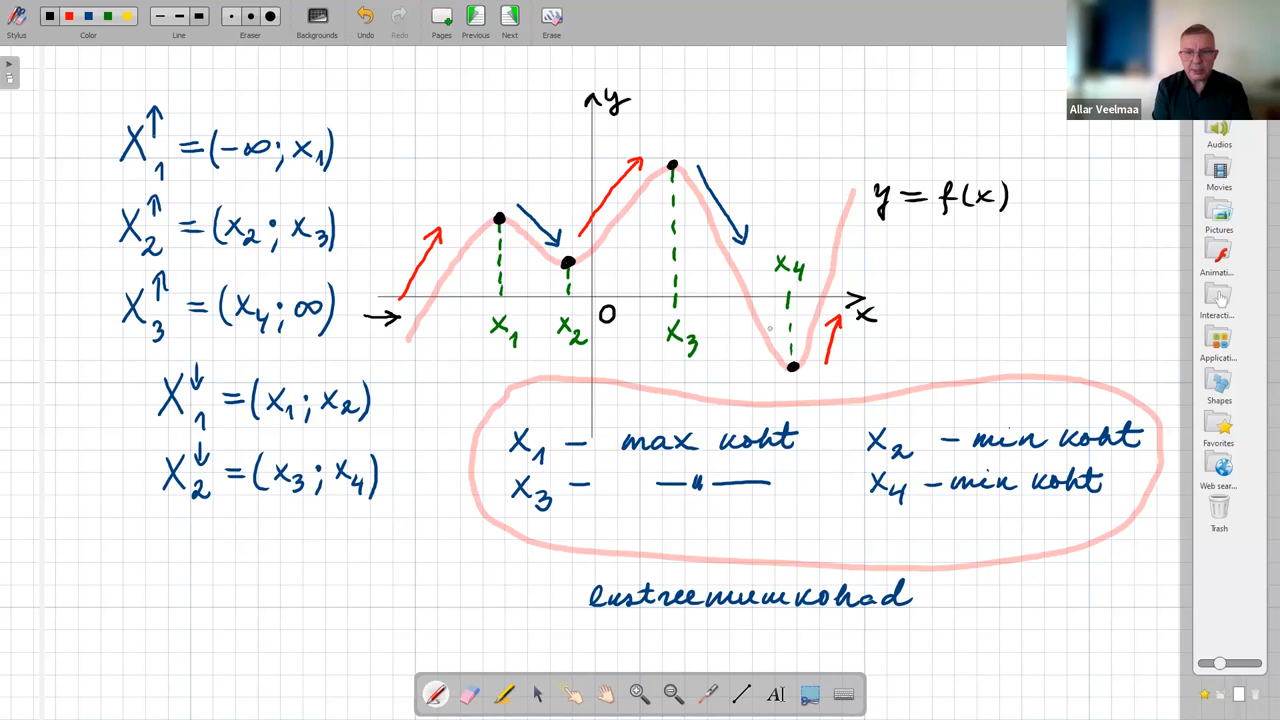 Stylus
Color
Line
Eraser
Backgrounds
Undo
Redo
Pages
Previous
Next
Erase
Allar Veelmaa
X₁↑ = (-∞; x₁)
X₂↑ = (x₂; x₃)
X₃↑ = (x₄; ∞)
X₁↓ = (x₁; x₂)
X₂↓ = (x₃; x₄)
y
y = f(x)
x₄
x₁
x₂
0
x₃
x
x₁ – max koht
x₂ – min koht
x₃ – —"—
x₄ – min koht
ekstreemumkohad
Audios
Movies
Pictures
Animati...
Interacti...
Applicati...
Shapes
Favorites
Web sear...
Trash
AI